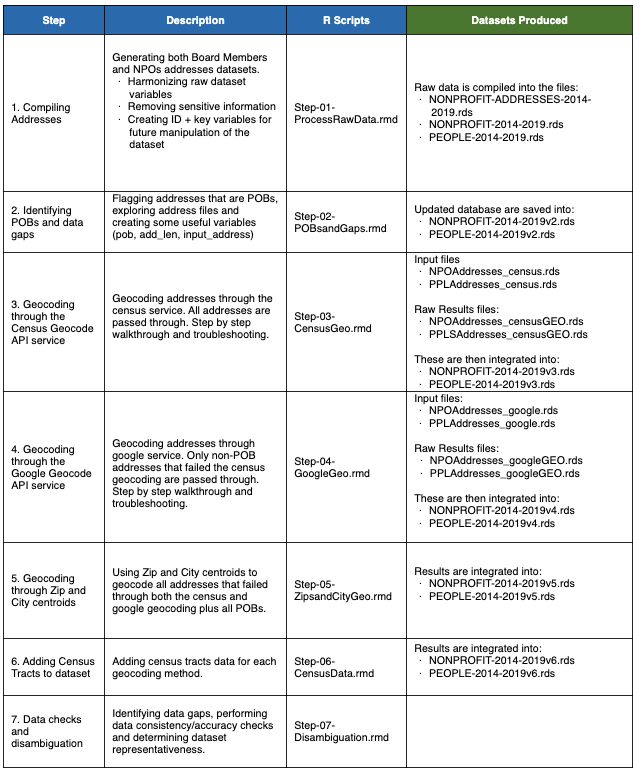 Step
Description
R Scripts
Datasets Produced
1. Compiling
Addresses
Generating both Board Members
and NPOs addresses datasets.
· Harmonizing raw dataset
variables
· Removing sensitive information
· Creating ID + key variables for
future manipulation of the
dataset
Step-01-
ProcessRawData.rmd
Raw data is compiled into the files:
· NONPROFIT-ADDRESSES-2014-
2019.rds
· NONPROFIT-2014-2019.rds
· PEOPLE-2014-2019.rds
2. Identifying
POBs and data
gaps
Flagging addresses that are POBs,
exploring address files and
creating some useful variables
(pob, add_len, input_address)
Step-02-
POBsandGaps.rmd
Updated database are saved into:
· NONPROFIT-2014-2019v2.rds
· PEOPLE-2014-2019v2.rds
3. Geocoding
through the
Census Geocode
API service
Geocoding addresses through the
census service. All addresses are
passed through. Step by step
walkthrough and troubleshooting.
Step-03-
CensusGeo.rmd
Input files
· NPOAddresses_census.rds
· PPLAddresses_census.rds
Raw Results files:
· NPOAddresses_censusGEO.rds
· PPLSAddresses_censusGEO.rds
These are then integrated into:
· NONPROFIT-2014-2019v3.rds
· PEOPLE-2014-2019v3.rds
4. Geocoding
through the
Google Geocode
API service
Geocoding addresses through
google service. Only non-POB
addresses that failed the census
geocoding are passed through.
Step by step walkthrough and
troubleshooting.
Step-04-
GoogleGeo.rmd
Input files:
· NPOAddresses_google.rds
· PPLAddresses_google.rds
Raw Results files:
· NPOAddresses_googleGEO.rds
· PPLAddresses_googleGEO.rds
These are then integrated into:
· NONPROFIT-2014-2019v4.rds
· PEOPLE-2014-2019v4.rds
5. Geocoding
through Zip and
City centroids
Using Zip and City centroids to
geocode all addresses that failed
through both the census and
google geocoding plus all POBs.
Step-05-
ZipsandCityGeo.rmd
Results are integrated into:
· NONPROFIT-2014-2019v5.rds
· PEOPLE-2014-2019v5.rds
6. Adding Census
Tracts to dataset
Adding census tracts data for each
geocoding method.
Step-06-
CensusData.rmd
Results are integrated into:
· NONPROFIT-2014-2019v6.rds
· PEOPLE-2014-2019v6.rds
7. Data checks
and
disambiguation
Identifying data gaps, performing
data consistency/accuracy checks
and determining dataset
representativeness.
Step-07-
Disambiguation.rmd